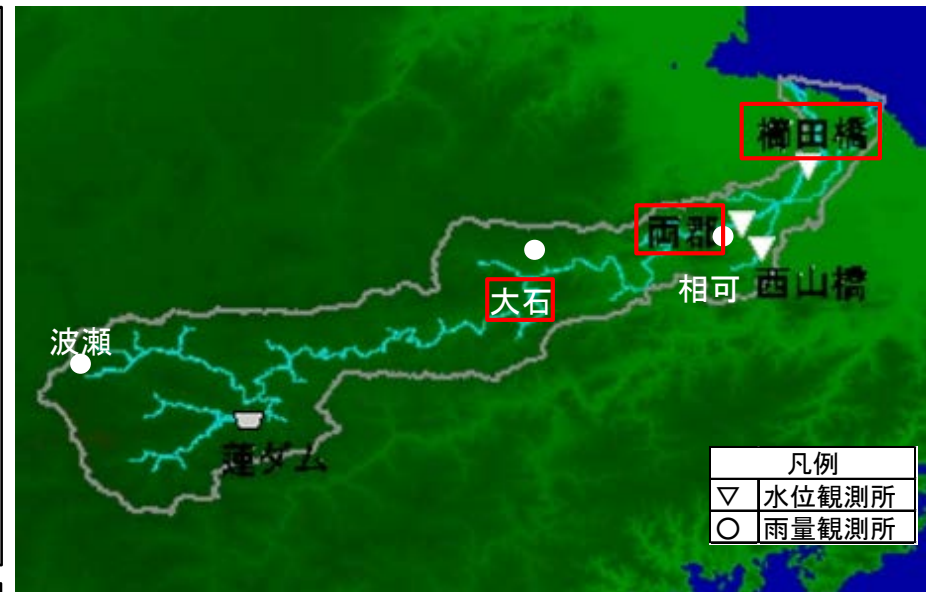 櫛田橋
両郡
相可
西山橋
大石
波瀬
蓮ダム
凡例
▽ 水位観測所
○ 雨量観測所